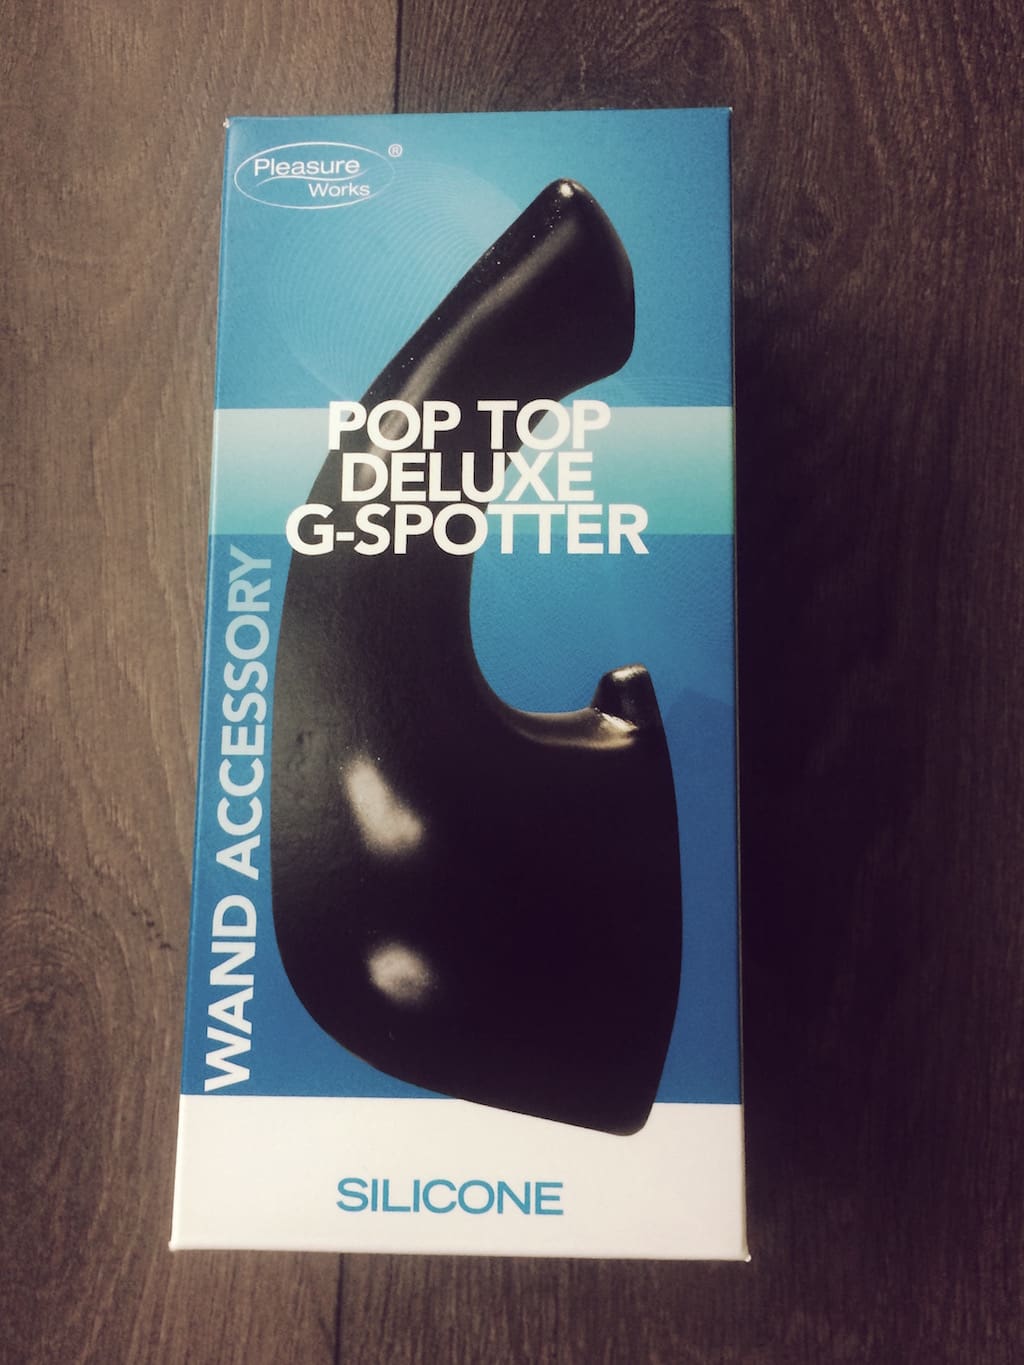 Pleasure ®
Works
POP TOP
DELUXE
G-SPOTTER
WAND ACCESSORY
SILICONE